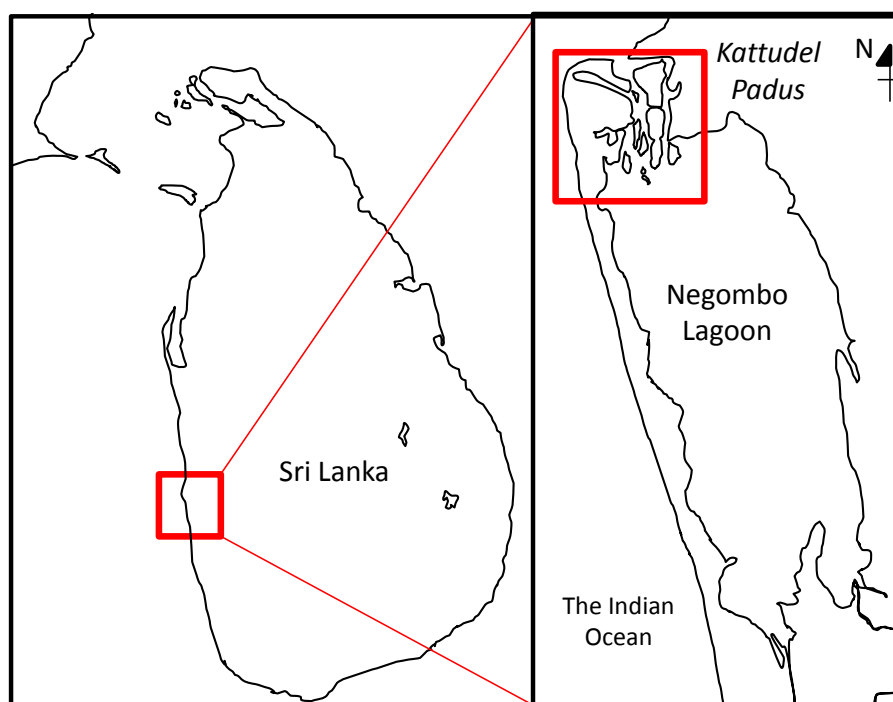 Sri Lanka
Kattudel
Padus
N
Negombo
Lagoon
The Indian
Ocean